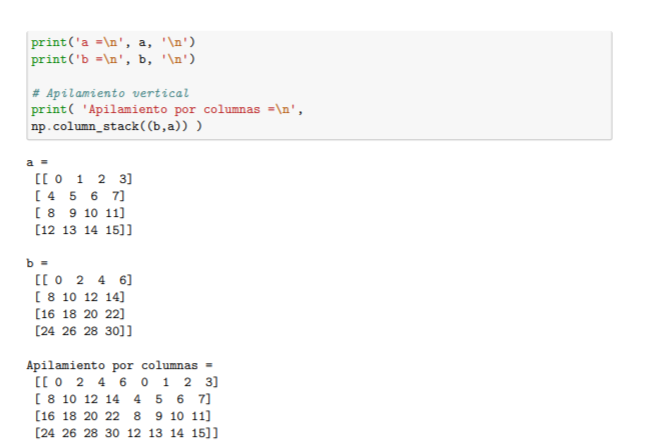 print('a =\n', a, '\n')
print('b =\n', b, '\n')
# Apilamiento vertical
print( 'Apilamiento por columnas =\n',
np.column_stack((b,a)) )
a =
[[ 0  1  2  3]
[ 4  5  6  7]
[ 8  9 10 11]
[12 13 14 15]]
b =
[[ 0  2  4  6]
[ 8 10 12 14]
[16 18 20 22]
[24 26 28 30]]
Apilamiento por columnas =
[[ 0  2  4  6  0  1  2  3]
[ 8 10 12 14  4  5  6  7]
[16 18 20 22  8  9 10 11]
[24 26 28 30 12 13 14 15]]